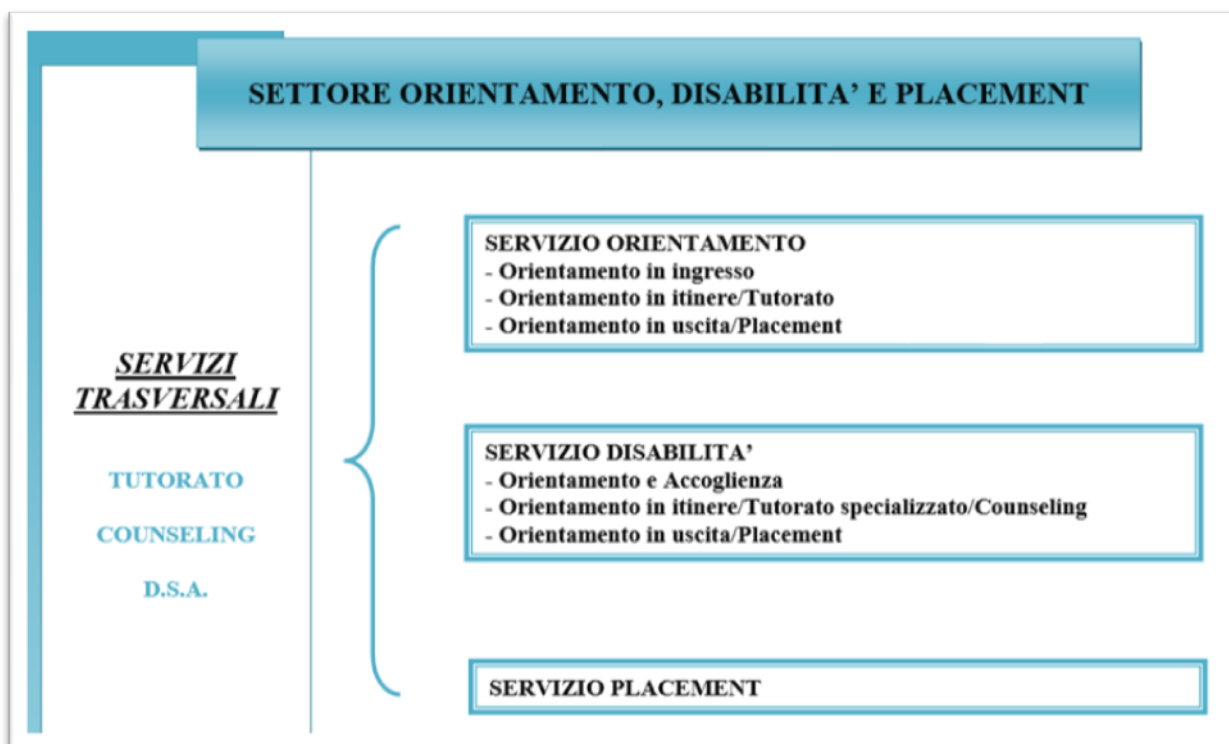 SETTORE ORIENTAMENTO, DISABILITA’ E PLACEMENT
SERVIZI
TRASVERSALI
TUTORATO
COUNSELING
D.S.A.
SERVIZIO ORIENTAMENTO
- Orientamento in ingresso
- Orientamento in itinere/Tutorato
- Orientamento in uscita/Placement
SERVIZIO DISABILITA’
- Orientamento e Accoglienza
- Orientamento in itinere/Tutorato specializzato/Counseling
- Orientamento in uscita/Placement
SERVIZIO PLACEMENT